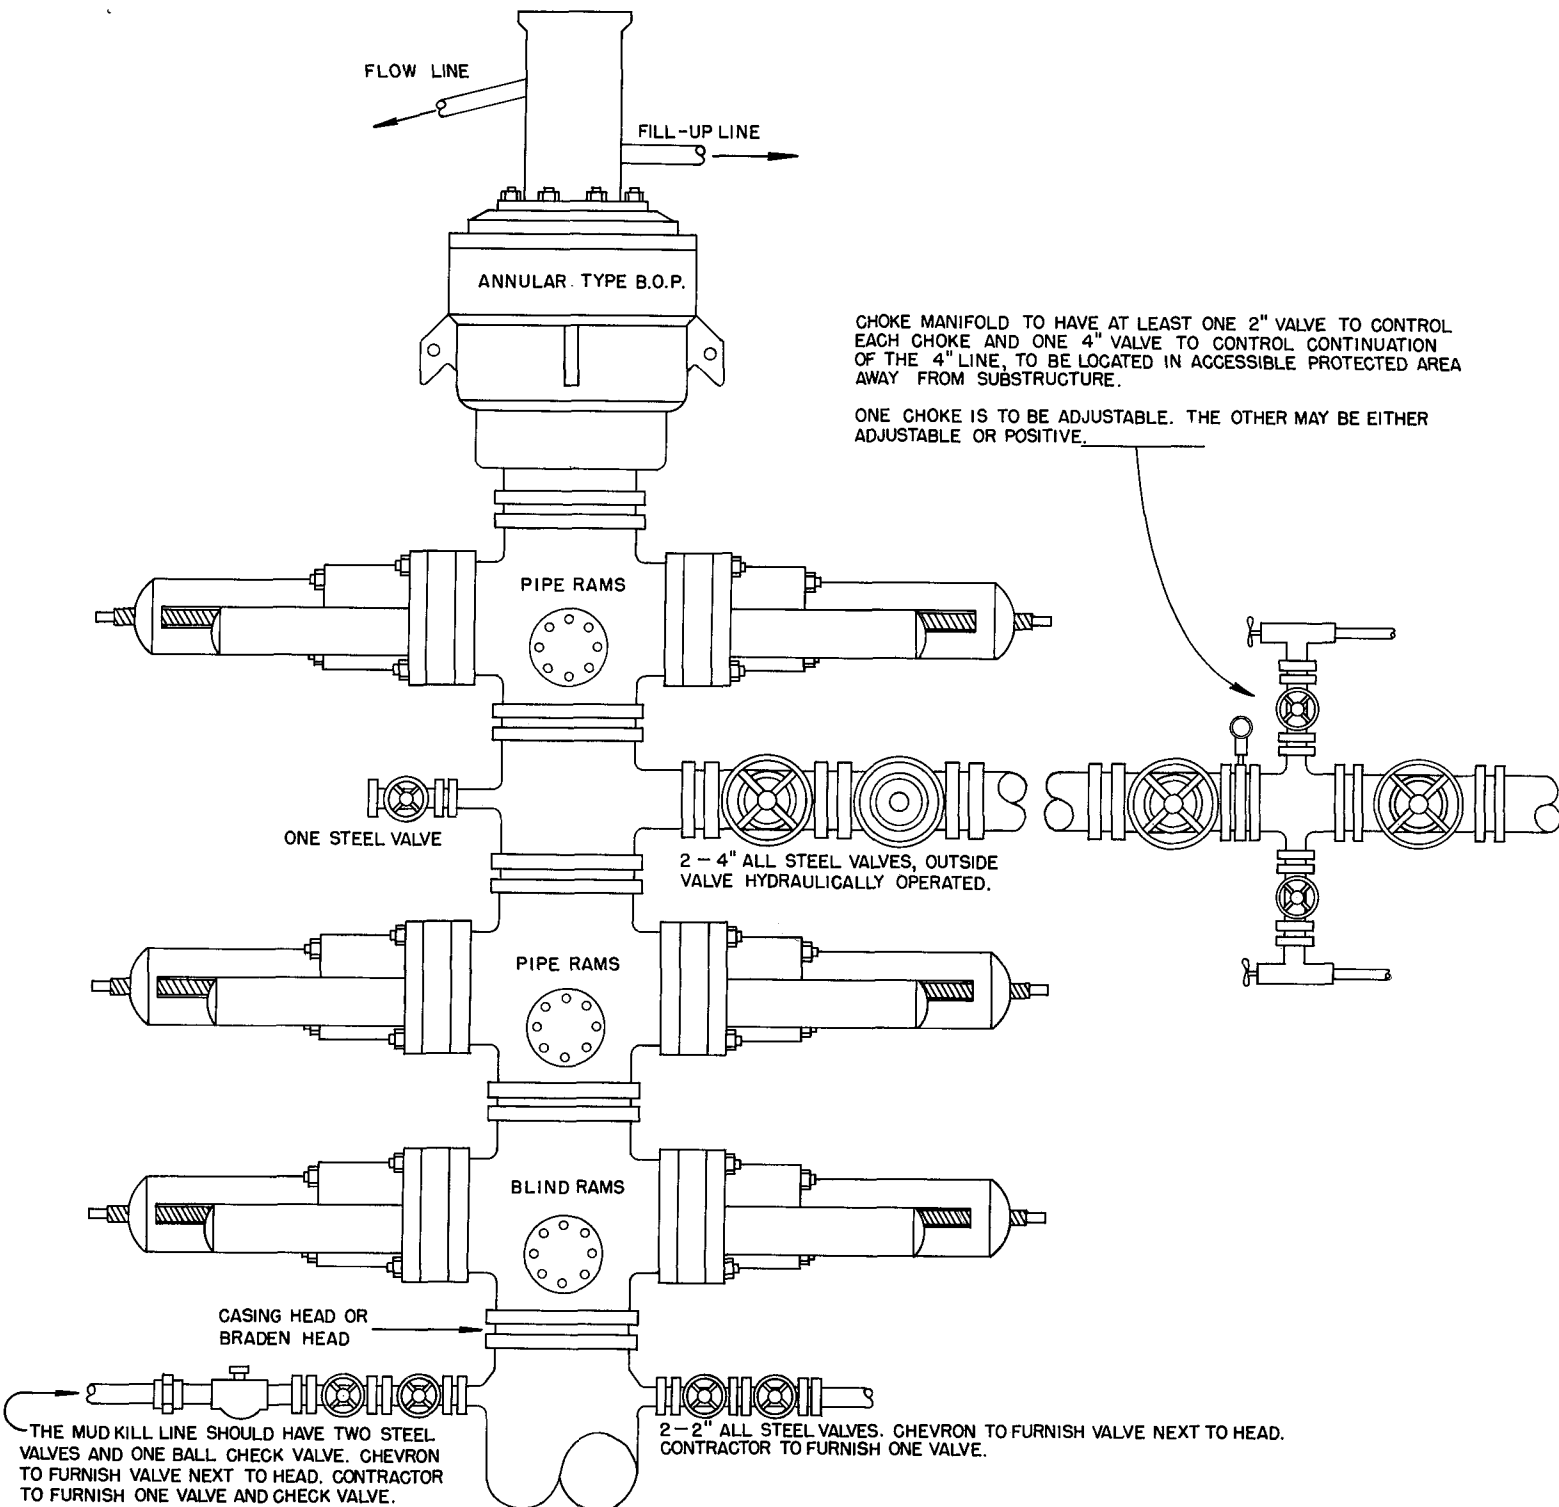 FLOW LINE
FILL-UP LINE
ANNULAR. TYPE B.O.P.
CHOKE MANIFOLD TO HAVE AT LEAST ONE 2" VALVE TO CONTROL
EACH CHOKE AND ONE 4" VALVE TO CONTROL CONTINUATION
OF THE 4" LINE, TO BE LOCATED IN ACCESSIBLE PROTECTED AREA
AWAY FROM SUBSTRUCTURE.
ONE CHOKE IS TO BE ADJUSTABLE. THE OTHER MAY BE EITHER
ADJUSTABLE OR POSITIVE.
PIPE RAMS
ONE STEEL VALVE
2-4" ALL STEEL VALVES, OUTSIDE
VALVE HYDRAULICALLY OPERATED.
PIPE RAMS
BLIND RAMS
CASING HEAD OR
BRADEN HEAD
THE MUD KILL LINE SHOULD HAVE TWO STEEL
VALVES AND ONE BALL CHECK VALVE. CHEVRON
TO FURNISH VALVE NEXT TO HEAD. CONTRACTOR
TO FURNISH ONE VALVE AND CHECK VALVE.
2-2" ALL STEEL VALVES. CHEVRON TO FURNISH VALVE NEXT TO HEAD.
CONTRACTOR TO FURNISH ONE VALVE.